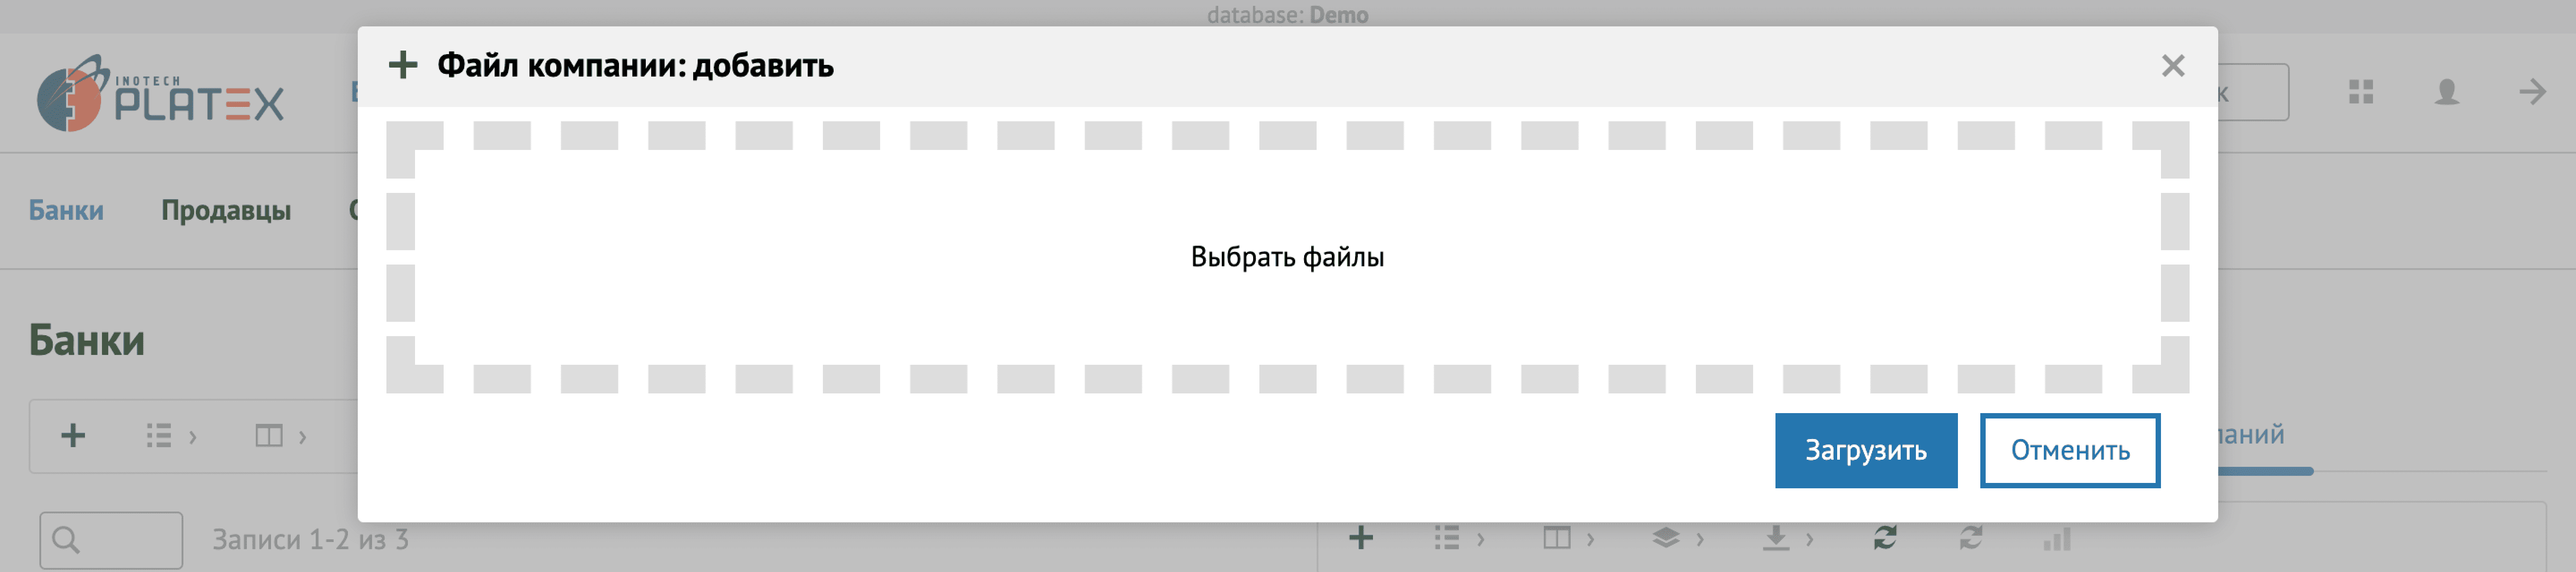 database: Demo
Файл компании: добавить
INOTECH
PLATEX
Банки
Продавцы
Выбрать файлы
Банки
Загрузить
Отменить
Записи 1-2 из 3